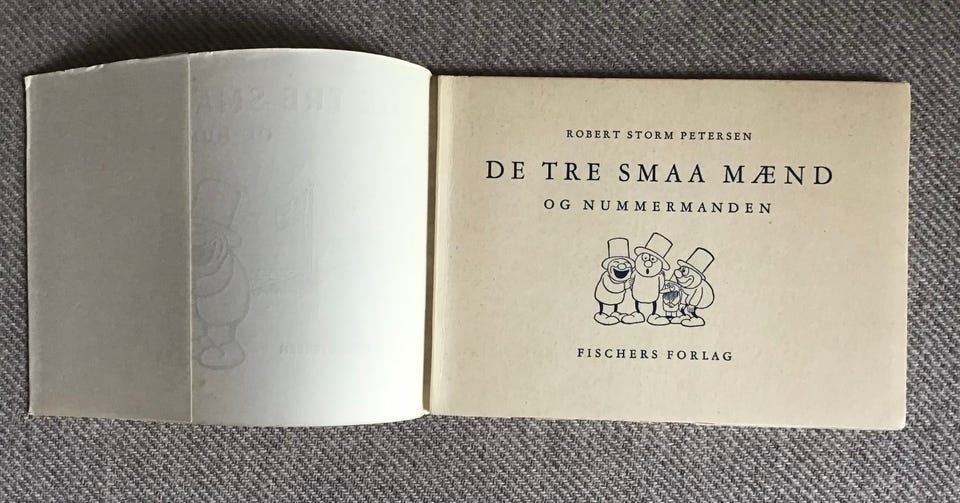 ROBERT STORM PETERSEN
DE TRE SMAA MÆND
OG NUMMERMANDEN
FISCHERS FORLAG